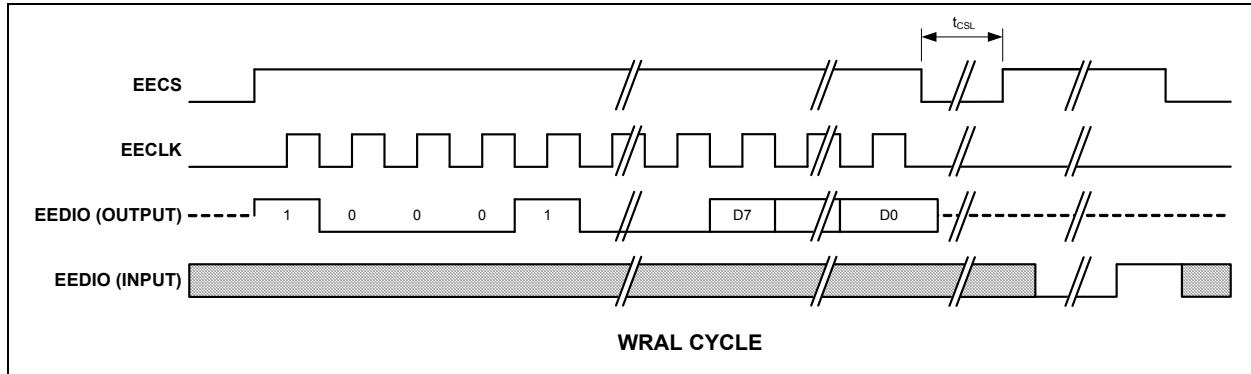 tCSL
EECS
EECLK
EEDIO (OUTPUT) 1 0 0 0 1 D7 D0
EEDIO (INPUT)
WRAL CYCLE